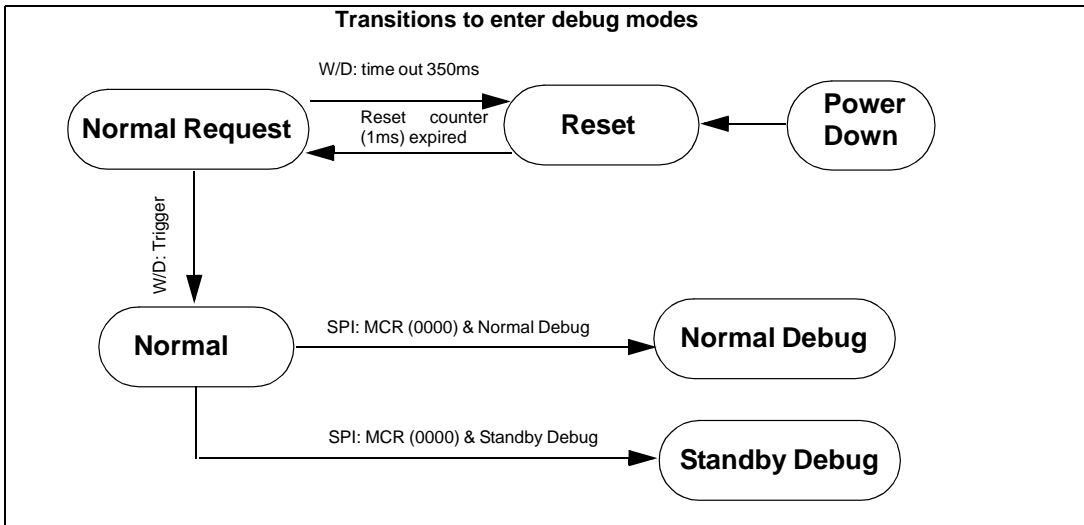 Transitions to enter debug modes
W/D: time out 350ms
Normal Request
Reset counter
(1ms) expired
Reset
Power
Down
W/D: Trigger
Normal
SPI: MCR (0000) & Normal Debug
Normal Debug
SPI: MCR (0000) & Standby Debug
Standby Debug